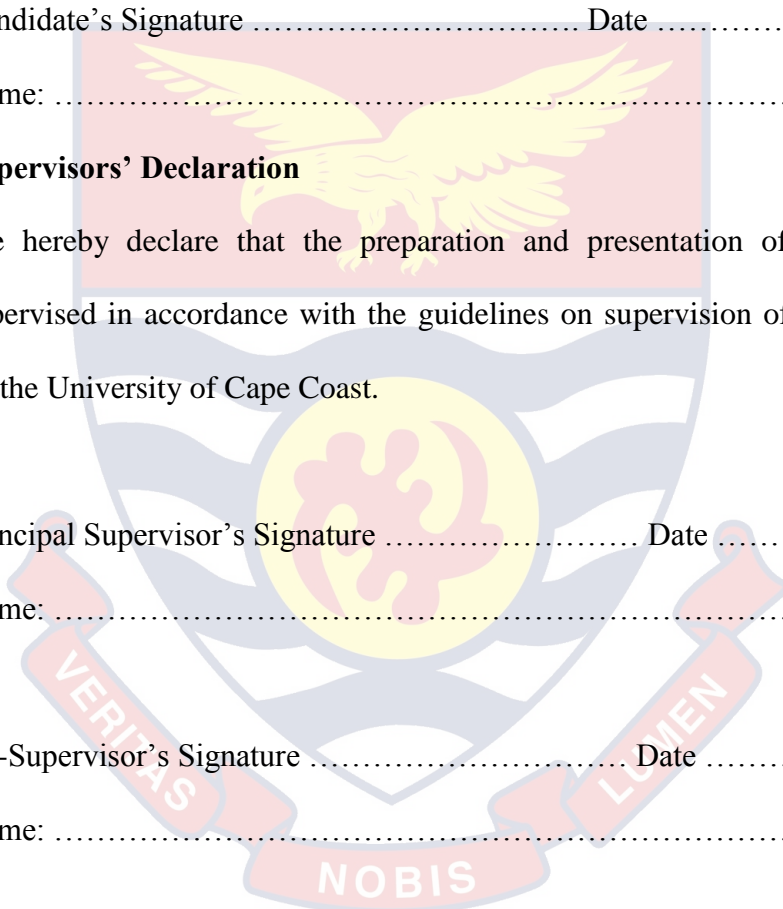 ndidate’s Signature ………………………….. Date …………
me: ……………………………………………………………
pervisors’ Declaration
e hereby declare that the preparation and presentation of
pervised in accordance with the guidelines on supervision of
the University of Cape Coast.
ncipal Supervisor’s Signature …………………… Date ……
me: ……………………………………………………………
-Supervisor’s Signature ………………………… Date ……
me: ……………………………………………………………
VERITAS NOBIS LUMEN